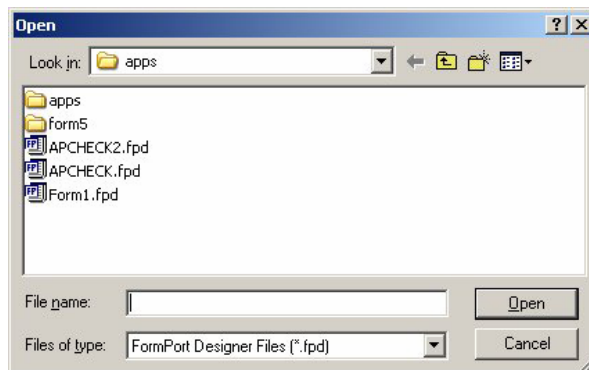 Open
Look in: apps
apps
form5
APCHECK2.fpd
APCHECK.fpd
Form1.fpd
File name: Open
Files of type: FormPort Designer Files (*.fpd) Cancel